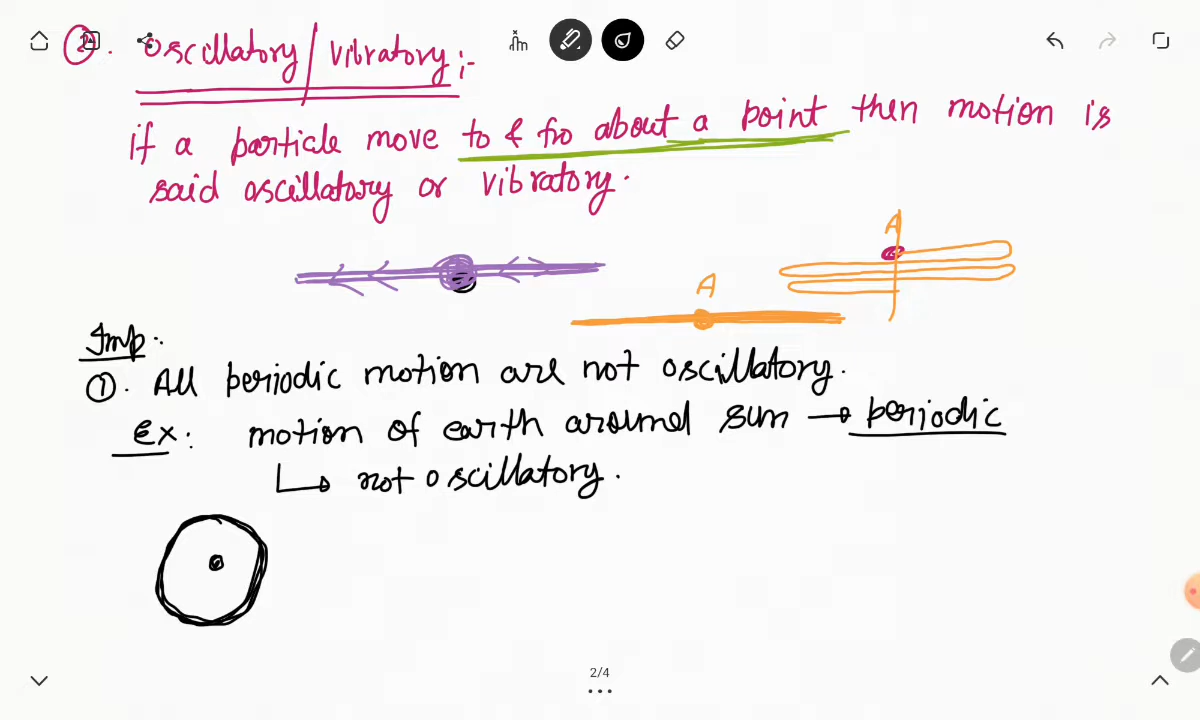 ②. oscillatory/vibratory:-
if a particle move to & fro about a point then motion is
said oscillatory or vibratory.
A
A
Imp.
①. All periodic motion are not oscillatory.
Ex: motion of earth around sun → periodic
↳ not oscillatory.
2/4